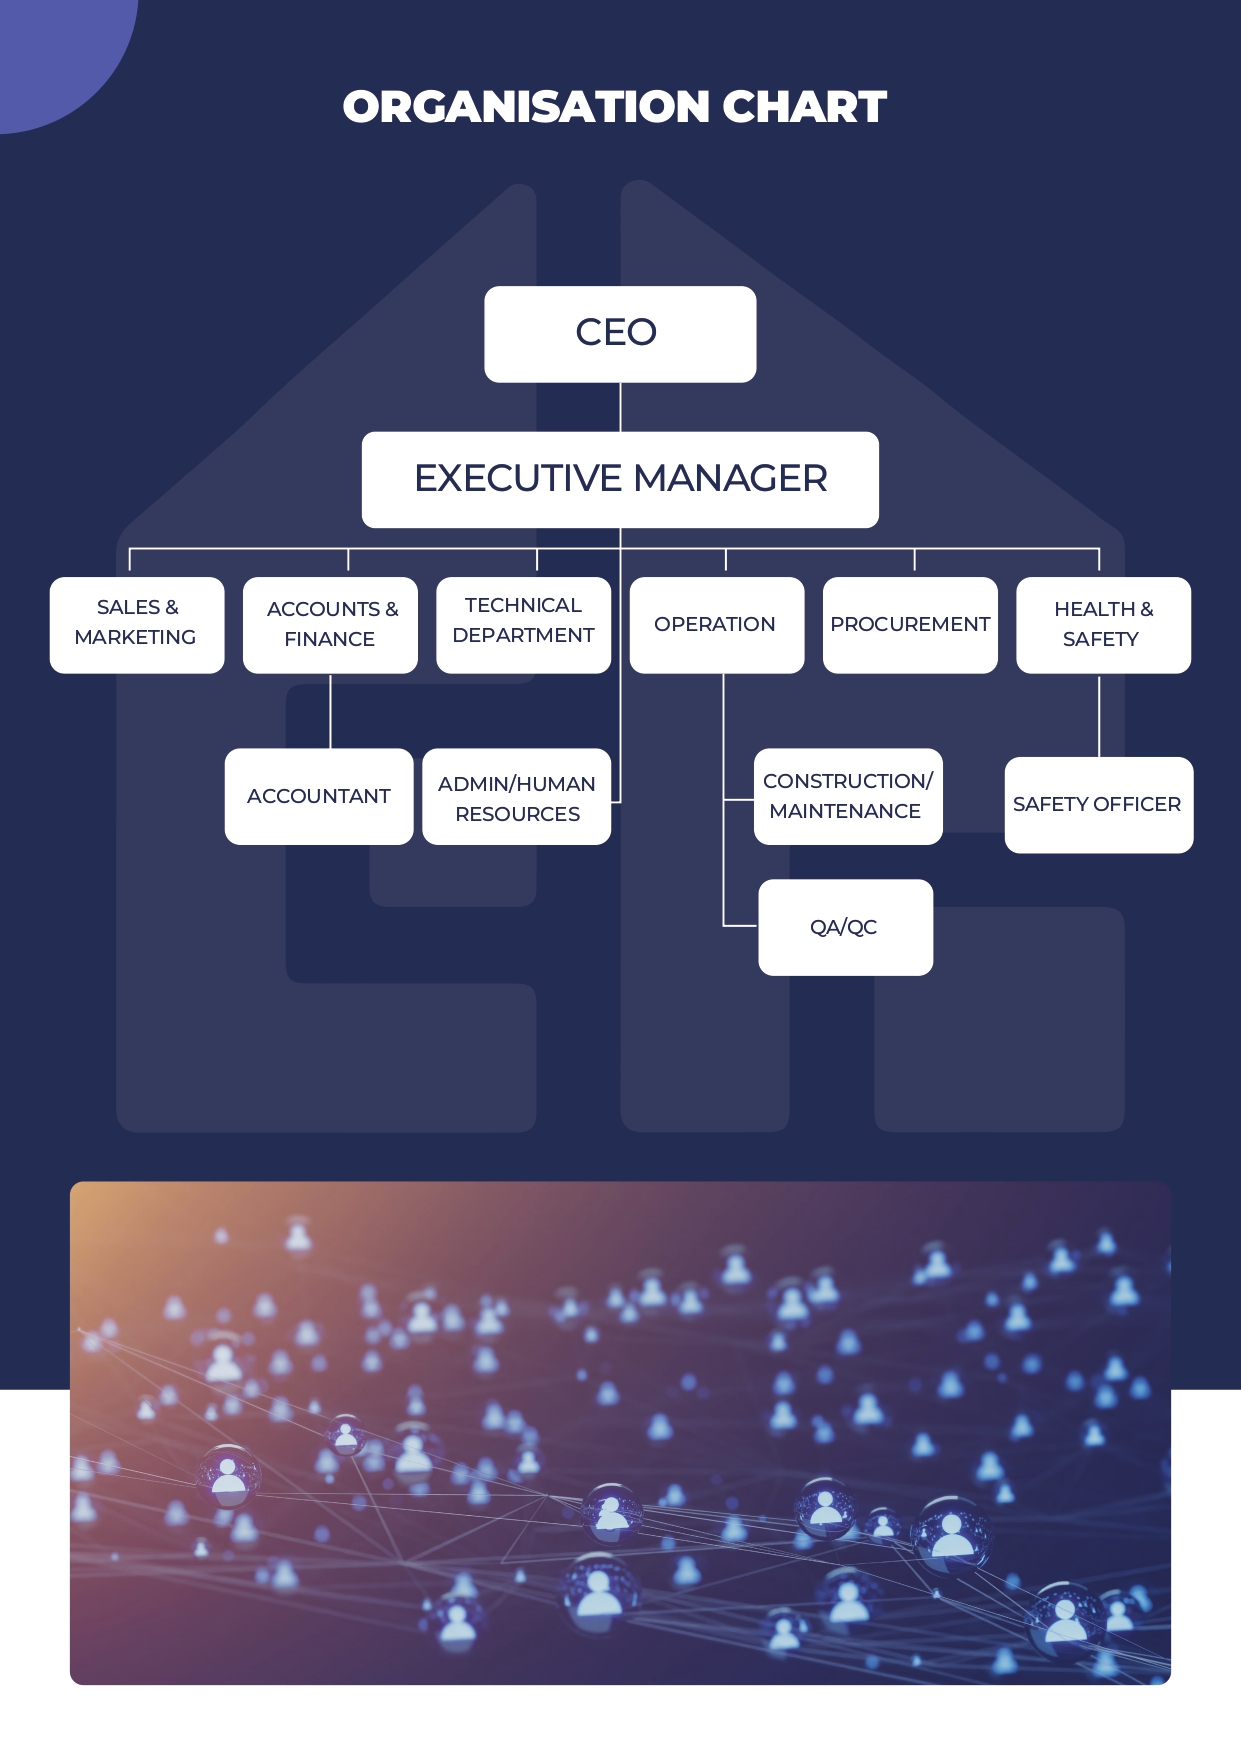 ORGANISATION CHART
CEO
EXECUTIVE MANAGER
SALES &
MARKETING
ACCOUNTS &
FINANCE
TECHNICAL
DEPARTMENT
OPERATION
PROCUREMENT
HEALTH &
SAFETY
ACCOUNTANT
ADMIN/HUMAN
RESOURCES
CONSTRUCTION/
MAINTENANCE
SAFETY OFFICER
QA/QC